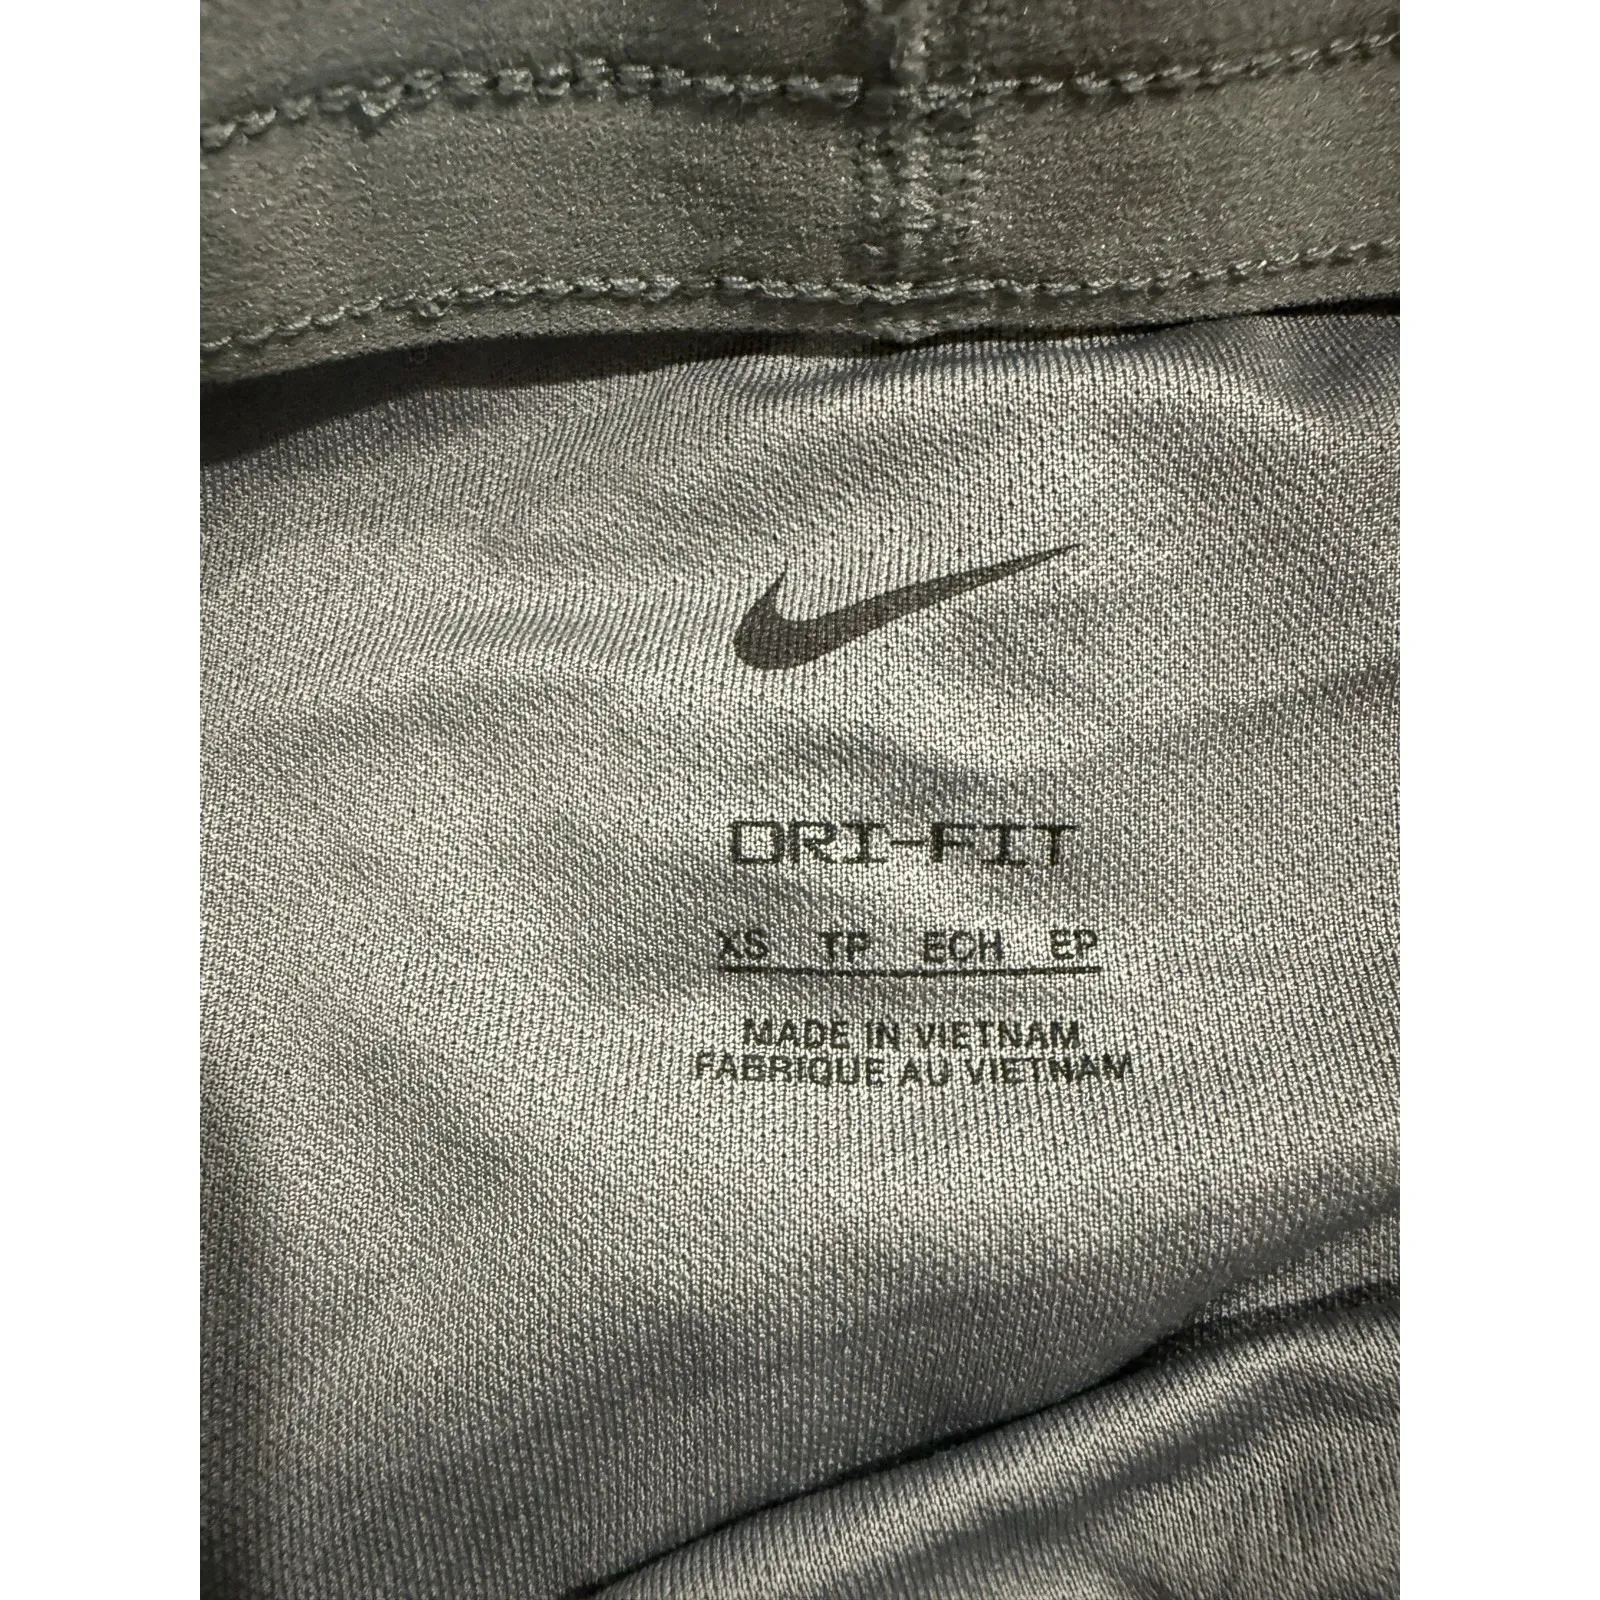 DRI-FIT
XS TP ECH EP
MADE IN VIETNAM
FABRIQUE AU VIETNAM